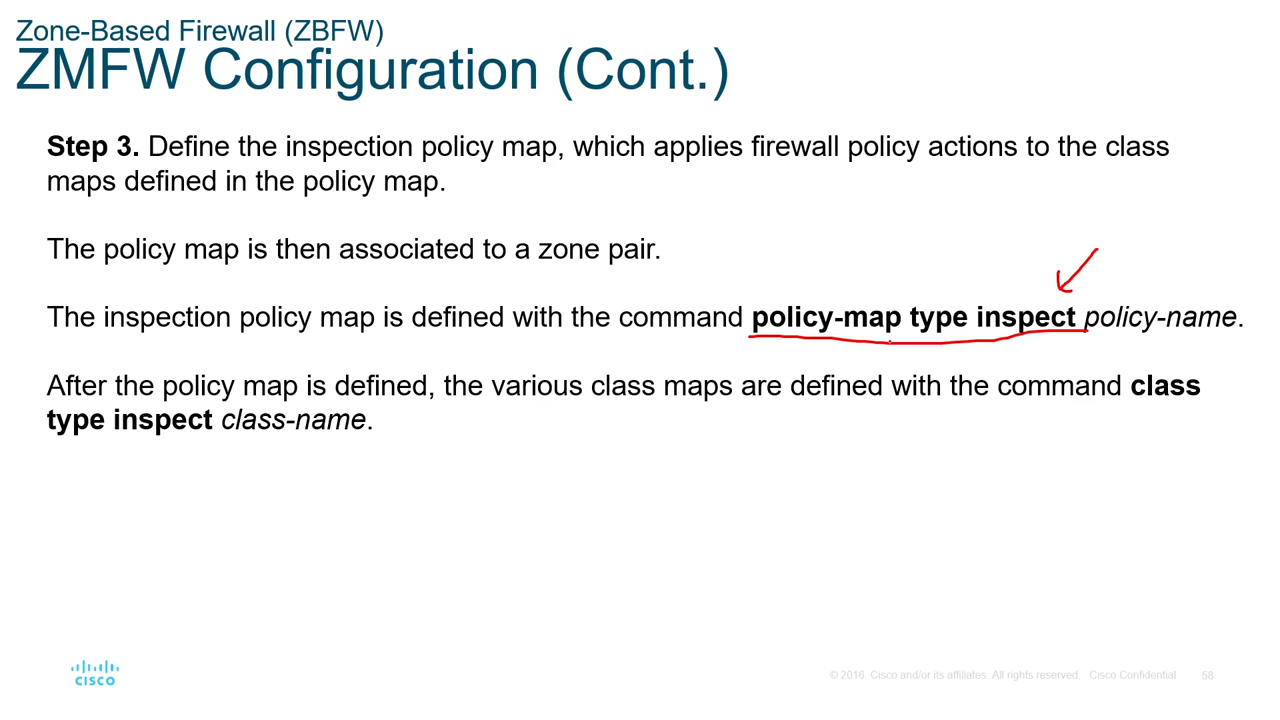 Zone-Based Firewall (ZBFW)
ZMFW Configuration (Cont.)
Step 3. Define the inspection policy map, which applies firewall policy actions to the class
maps defined in the policy map.
The policy map is then associated to a zone pair.
The inspection policy map is defined with the command policy-map type inspect policy-name.
After the policy map is defined, the various class maps are defined with the command class
type inspect class-name.
CISCO
© 2016 Cisco and/or its affiliates. All rights reserved. Cisco Confidential 58